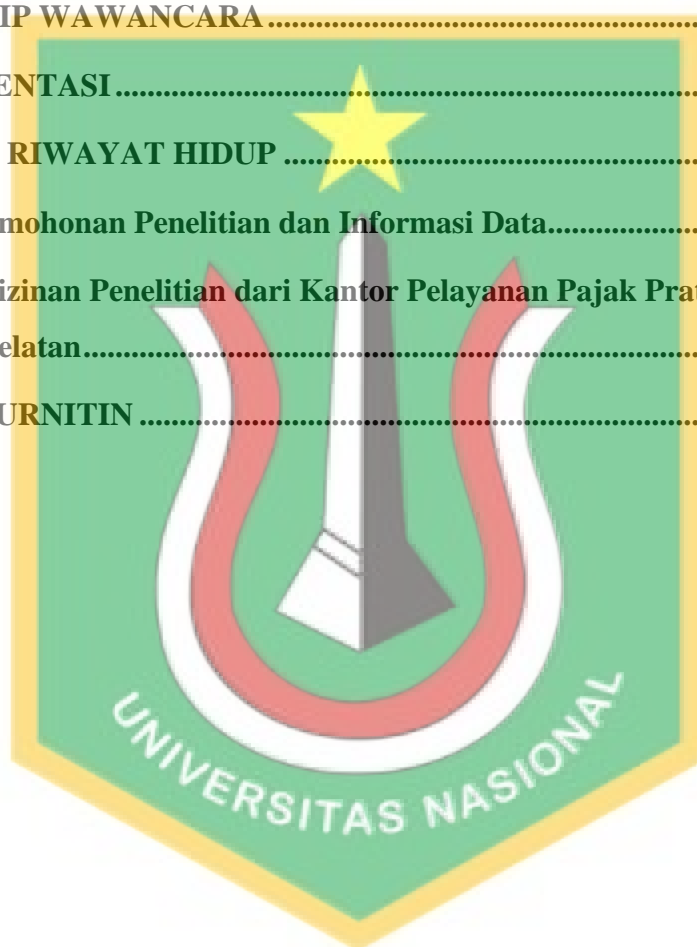 IP WAWANCARA..............................................................
ENTASI..............................................................
RIWAYAT HIDUP..............................................................
mohonan Penelitian dan Informasi Data....................
izinan Penelitian dari Kantor Pelayanan Pajak Prat
elatan..............................................................
URNITIN..............................................................
UNIVERSITAS NASIONAL